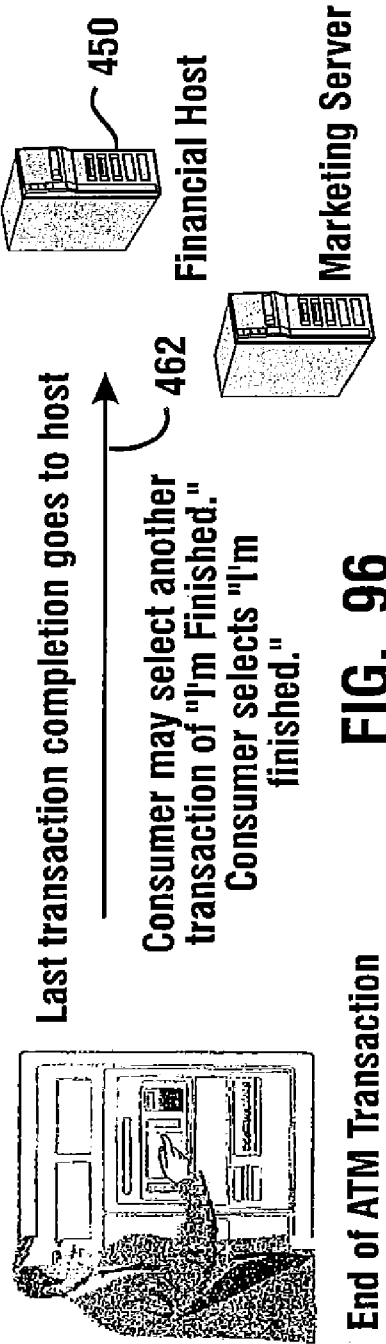 Last transaction completion goes to host
462
Consumer may select another
transaction of "I'm Finished."
Consumer selects "I'm
finished."
450
Financial Host
Marketing Server
End of ATM Transaction
FIG. 96